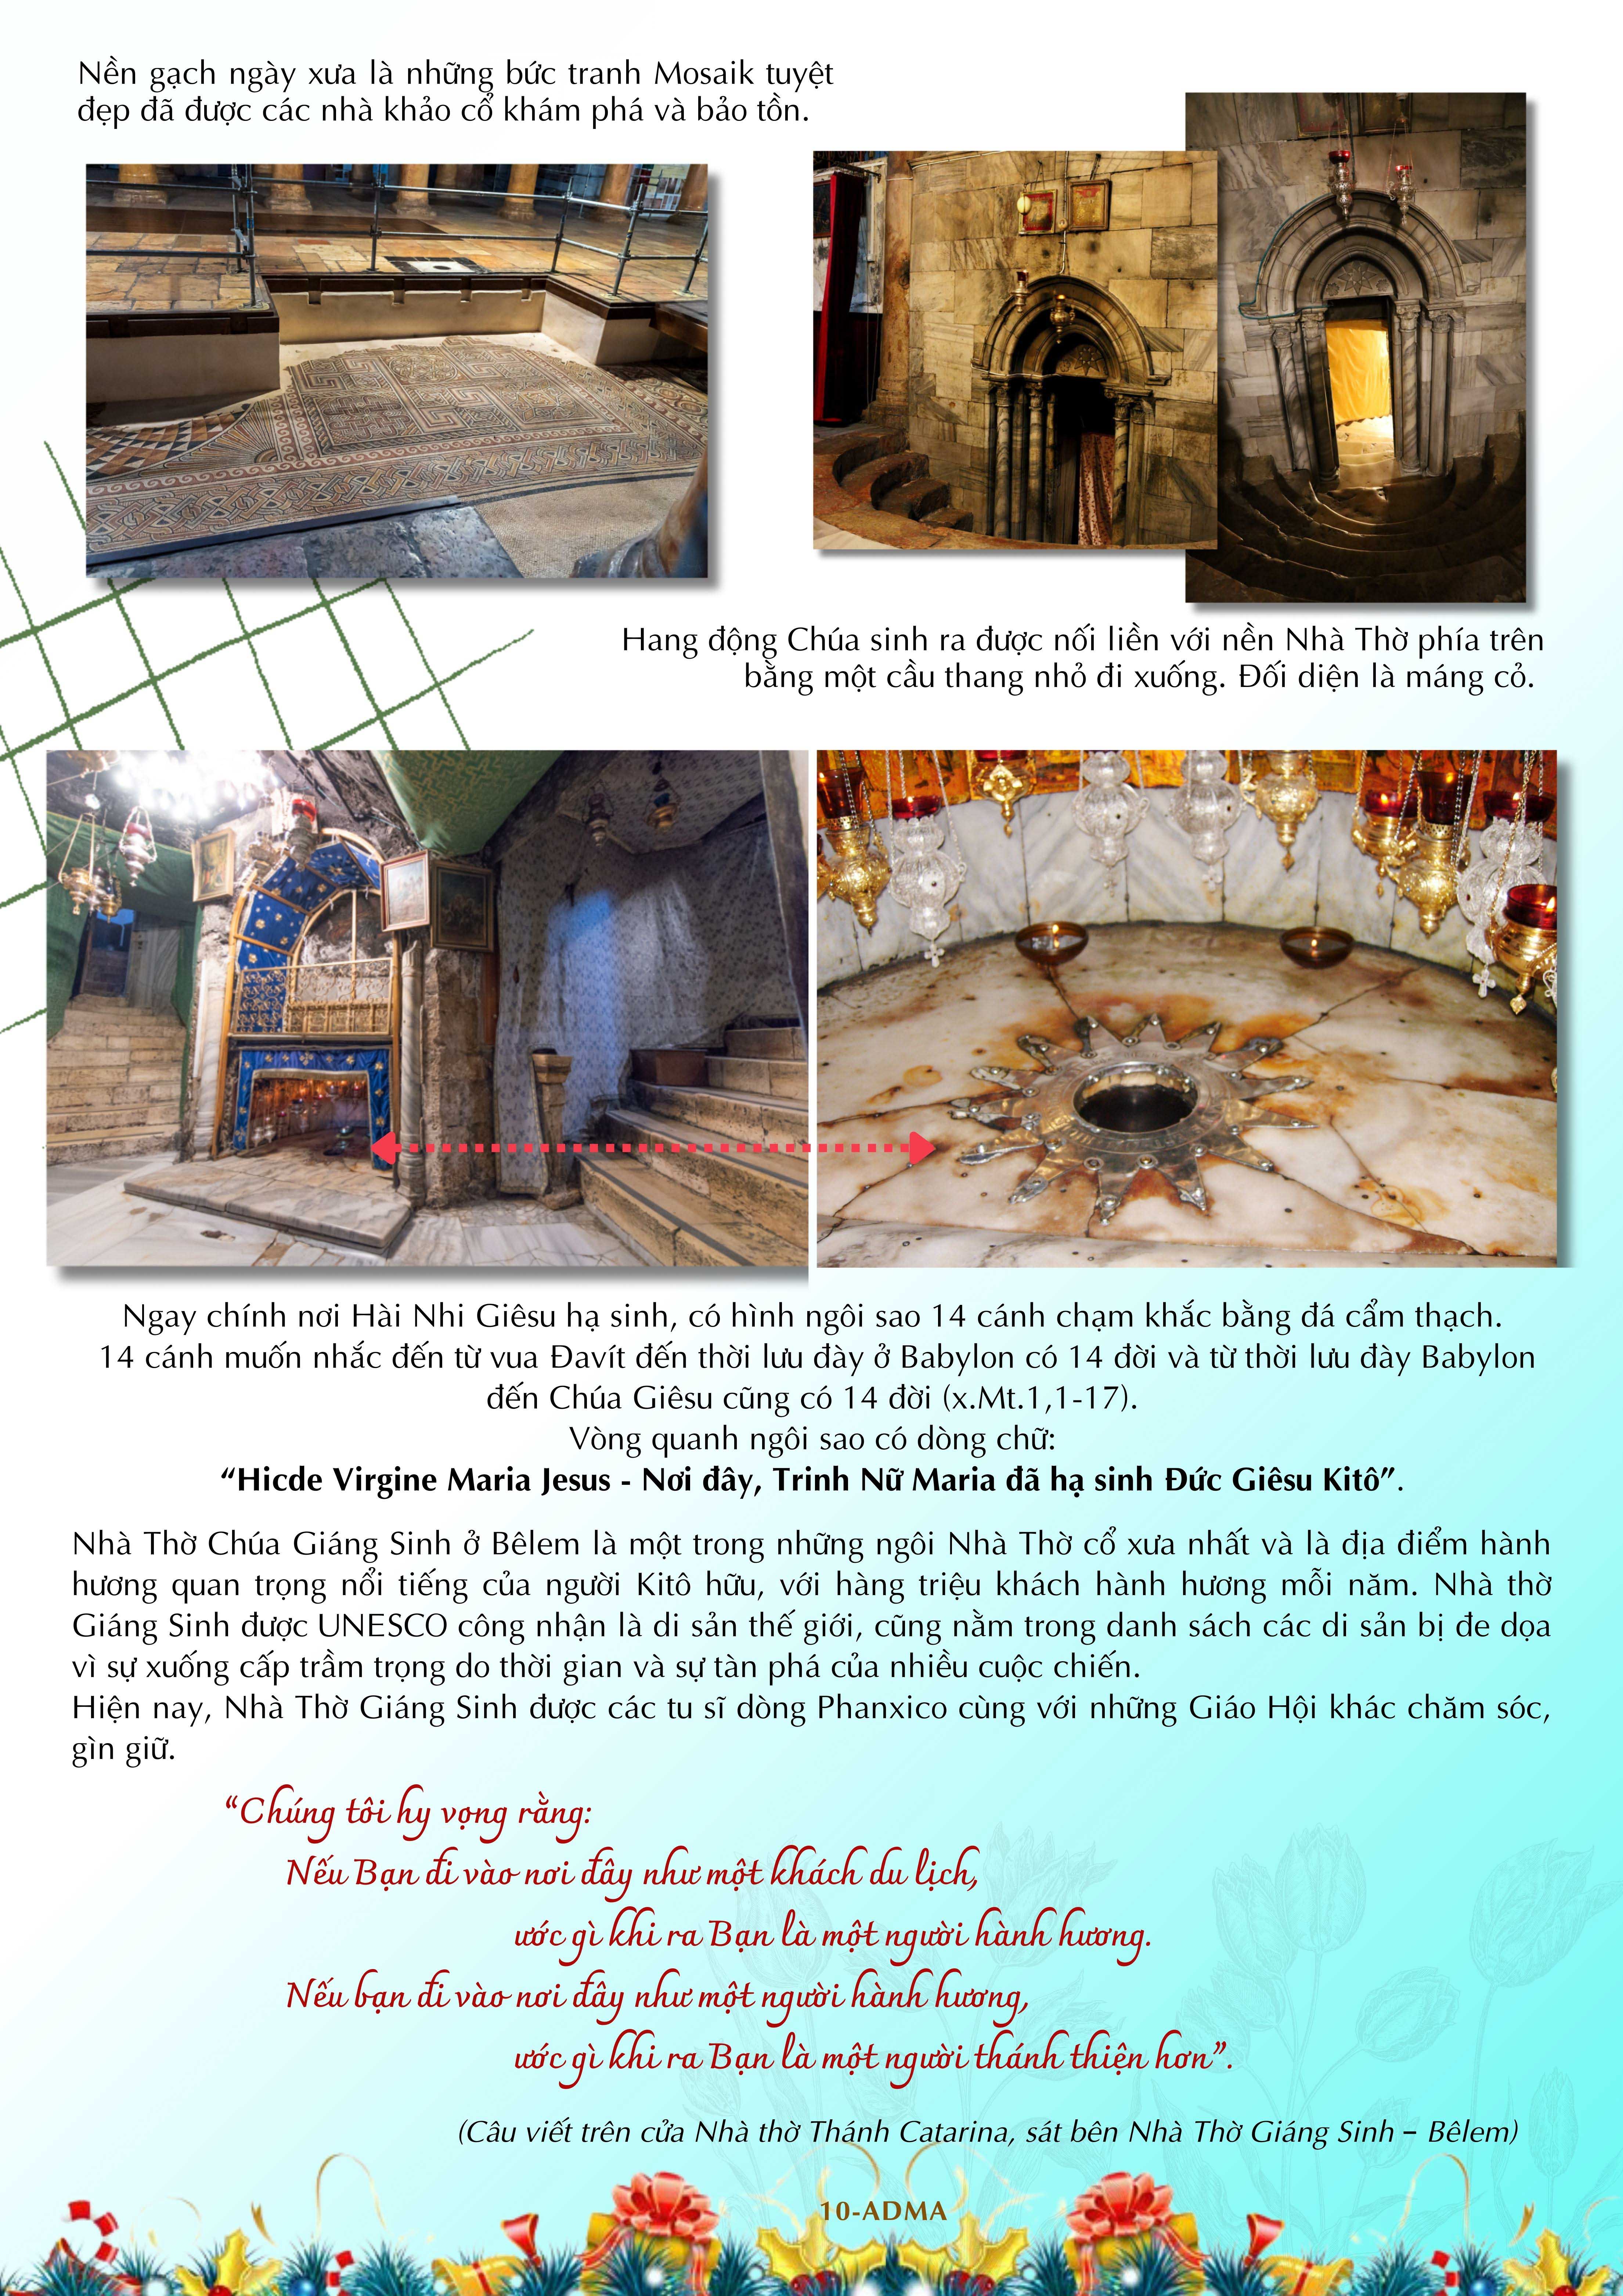 Nền gạch ngày xưa là những bức tranh Mosaik tuyệt
đẹp đã được các nhà khảo cổ khám phá và bảo tồn.
Hang động Chúa sinh ra được nối liền với nền Nhà Thờ phía trên
bằng một cầu thang nhỏ đi xuống. Đối diện là máng cỏ.
Ngay chính nơi Hài Nhi Giêsu hạ sinh, có hình ngôi sao 14 cánh chạm khắc bằng đá cẩm thạch.
14 cánh muốn nhắc đến từ vua Đavít đến thời lưu đày ở Babylon có 14 đời và từ thời lưu đày Babylon
đến Chúa Giêsu cũng có 14 đời (x.Mt.1,1-17).
Vòng quanh ngôi sao có dòng chữ:
“Hicde Virgine Maria Jesus - Nơi đây, Trinh Nữ Maria đã hạ sinh Đức Giêsu Kitô”.
Nhà Thờ Chúa Giáng Sinh ở Bêlem là một trong những ngôi Nhà Thờ cổ xưa nhất và là địa điểm hành
hương quan trọng nổi tiếng của người Kitô hữu, với hàng triệu khách hành hương mỗi năm. Nhà thờ
Giáng Sinh được UNESCO công nhận là di sản thế giới, cũng nằm trong danh sách các di sản bị đe dọa
vì sự xuống cấp trầm trọng do thời gian và sự tàn phá của nhiều cuộc chiến.
Hiện nay, Nhà Thờ Giáng Sinh được các tu sĩ dòng Phanxico cùng với những Giáo Hội khác chăm sóc,
gìn giữ.
“Chúng tôi hy vọng rằng:
Nếu Bạn đi vào nơi đây như một khách du lịch,
ước gì khi ra Bạn là một người hành hương.
Nếu bạn đi vào nơi đây như một người hành hương,
ước gì khi ra Bạn là một người thánh thiện hơn”.
(Câu viết trên cửa Nhà thờ Thánh Catarina, sát bên Nhà Thờ Giáng Sinh – Bêlem)
10-ADMA